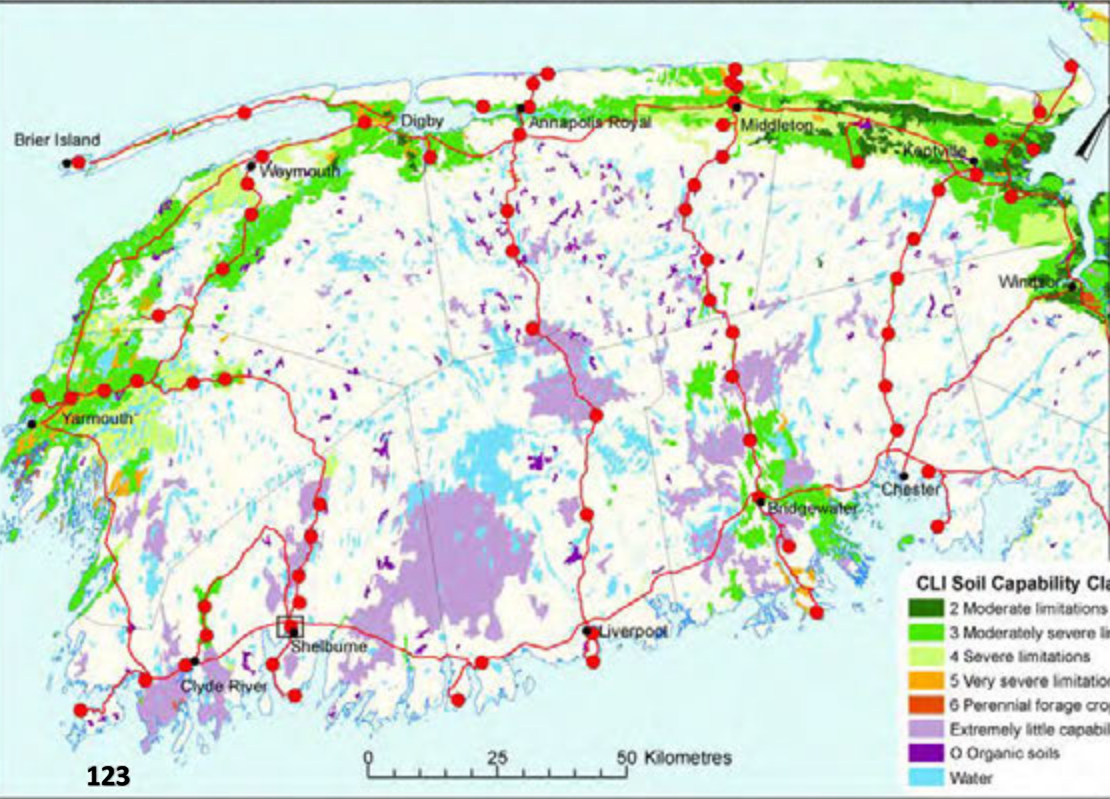 Brier Island
Digby
Annapolis Royal
Middleton
Kentville
Weymouth
Windsor
Yarmouth
Chester
Bridgewater
Liverpool
Shelburne
Clyde River
CLI Soil Capability Cla
2 Moderate limitations
3 Moderately severe li
4 Severe limitations
5 Very severe limitatio
6 Perennial forage cro
Extremely little capabil
O Organic soils
Water
0 25 50 Kilometres
123